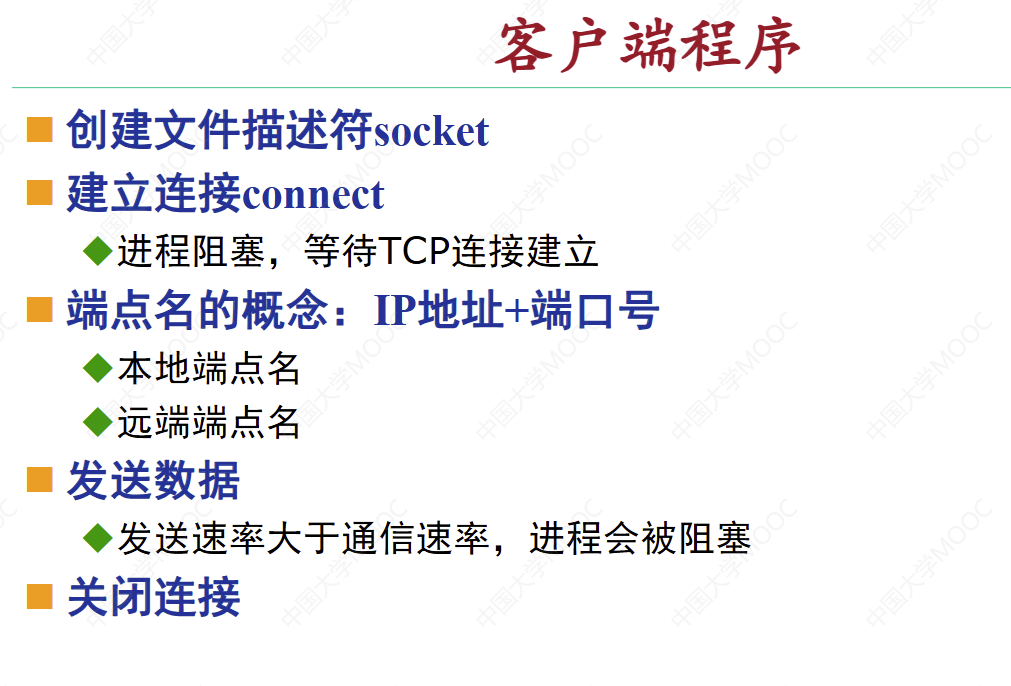 客户端程序
创建文件描述符socket
建立连接connect
进程阻塞，等待TCP连接建立
端点名的概念：IP地址+端口号
本地端点名
远端端点名
发送数据
发送速率大于通信速率，进程会被阻塞
关闭连接
中国大学MOOC